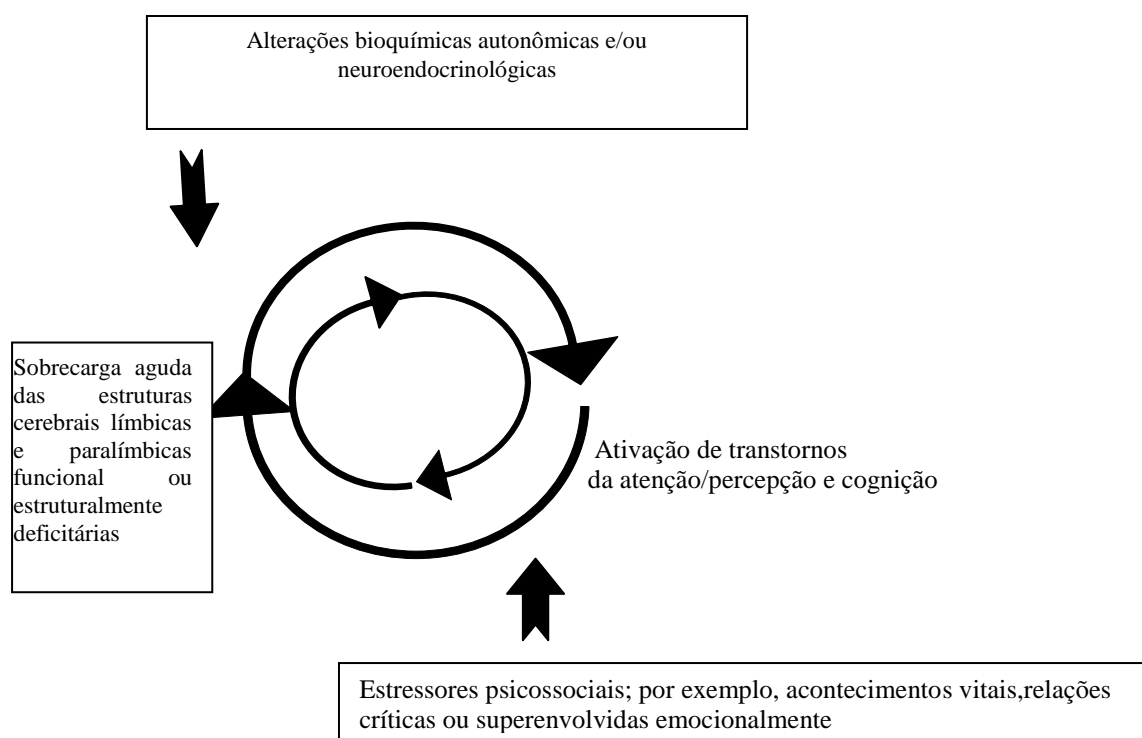 Alterações bioquímicas autonômicas e/ou
neuroendocrinológicas
Sobrecarga aguda
das estruturas
cerebrais límbicas
e paralímbicas
funcional ou
estruturalmente
deficitárias
Ativação de transtornos
da atenção/percepção e cognição
Estressores psicossociais; por exemplo, acontecimentos vitais,relações
críticas ou superenvolvidas emocionalmente